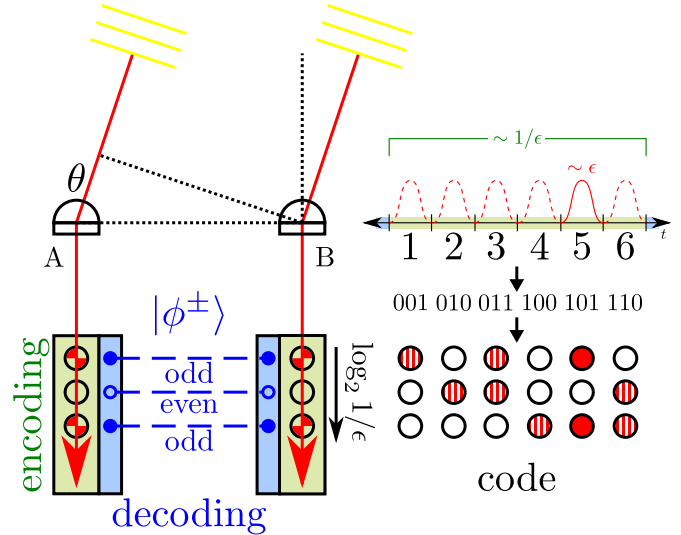 ∼ 1/ϵ
θ
∼ ϵ
A
B
t
1 2 3 4 5 6
001 010 011 100 101 110
|ϕ±⟩
encoding
odd
even
odd
log₂ 1/ϵ
code
decoding